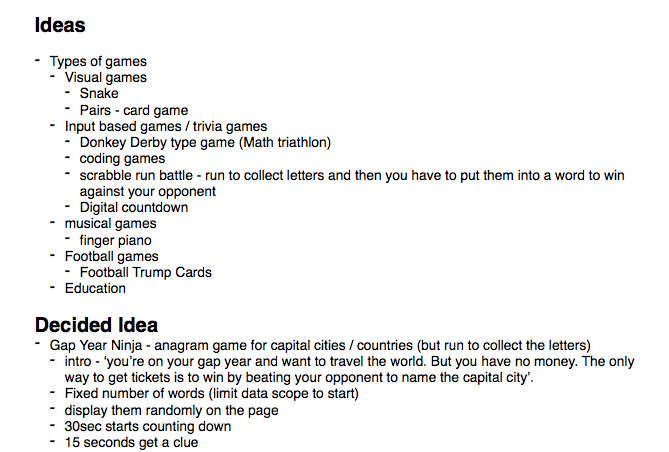 Ideas
- Types of games
- Visual games
- Snake
- Pairs - card game
- Input based games / trivia games
- Donkey Derby type game (Math triathlon)
- coding games
- scrabble run battle - run to collect letters and then you have to put them into a word to win
against your opponent
- Digital countdown
- musical games
- finger piano
- Football games
- Football Trump Cards
- Education
Decided Idea
- Gap Year Ninja - anagram game for capital cities / countries (but run to collect the letters)
- intro - ‘you’re on your gap year and want to travel the world. But you have no money. The only
way to get tickets is to win by beating your opponent to name the capital city’.
- Fixed number of words (limit data scope to start)
- display them randomly on the page
- 30sec starts counting down
- 15 seconds get a clue